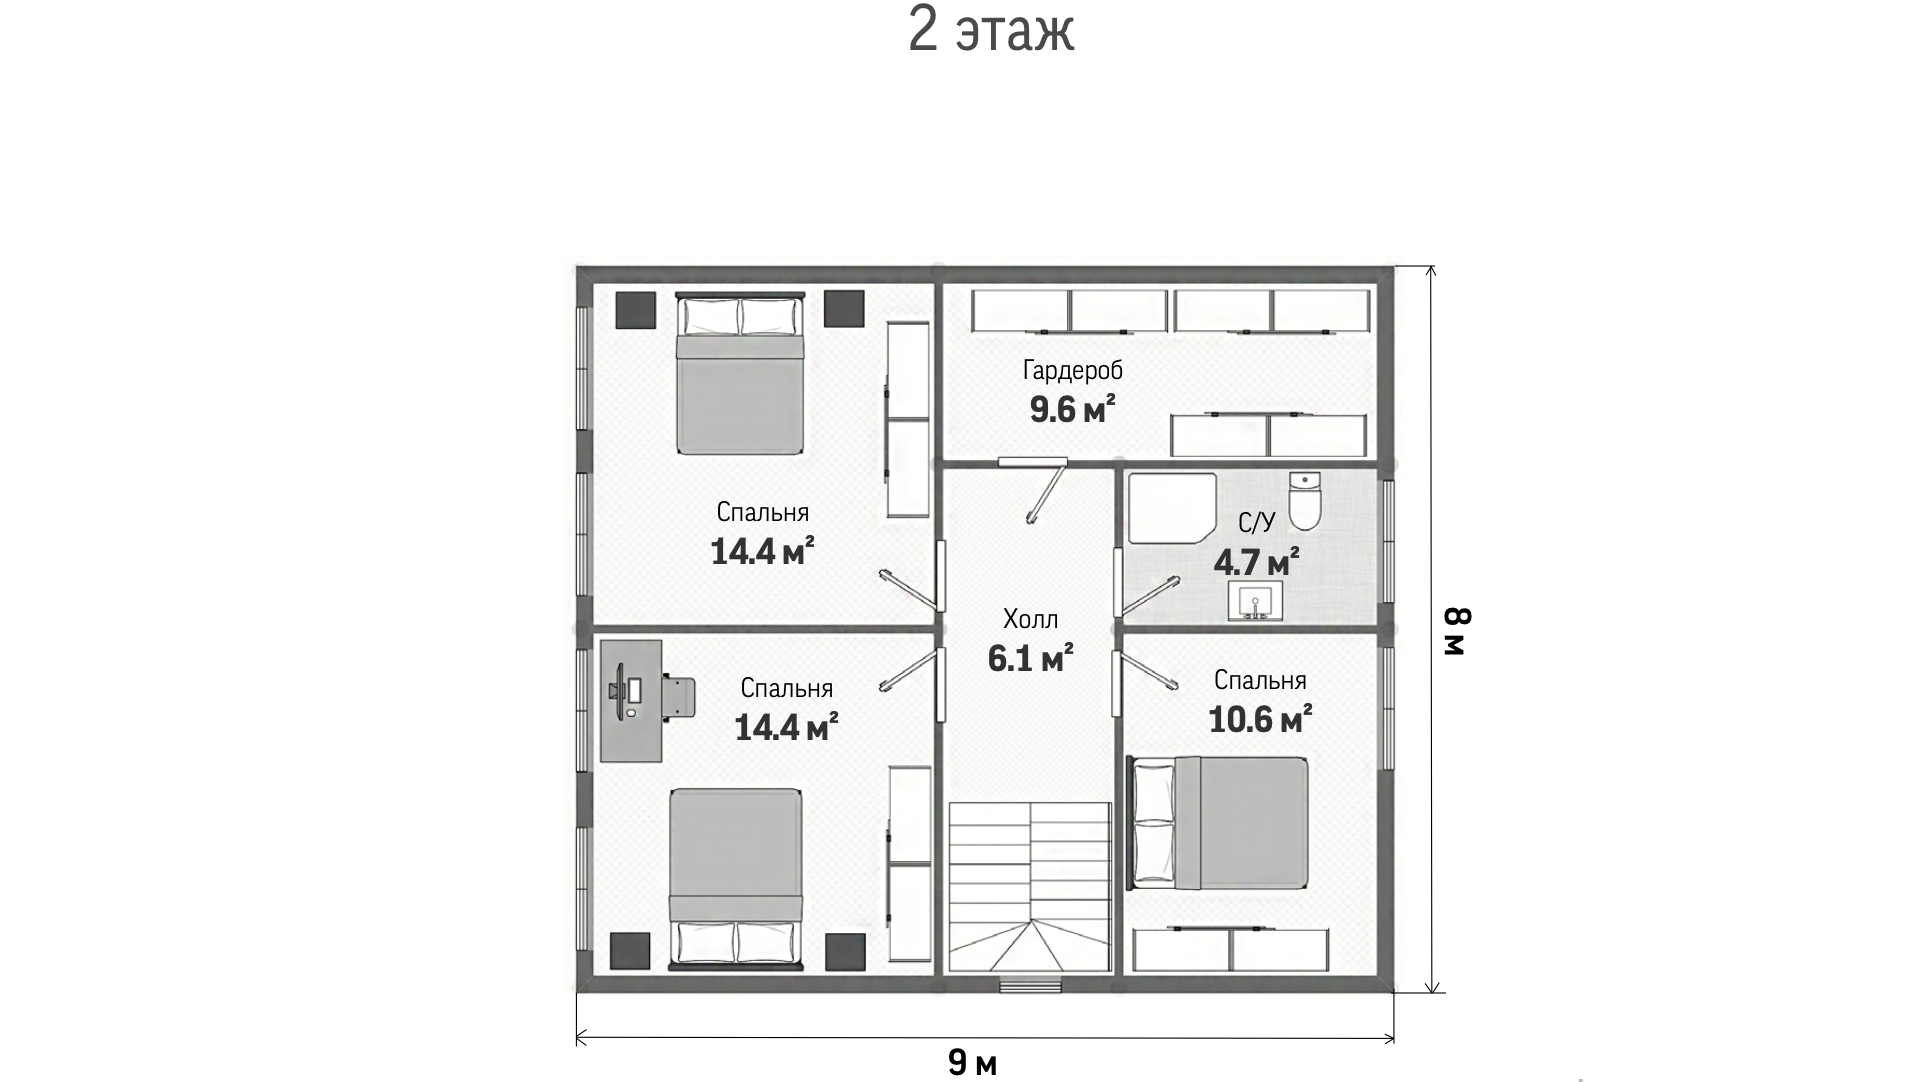 2 этаж
Гардероб
9.6 м²
Спальня
14.4 м²
С/У
4.7 м²
Холл
6.1 м²
Спальня
14.4 м²
Спальня
10.6 м²
8 м
9 м